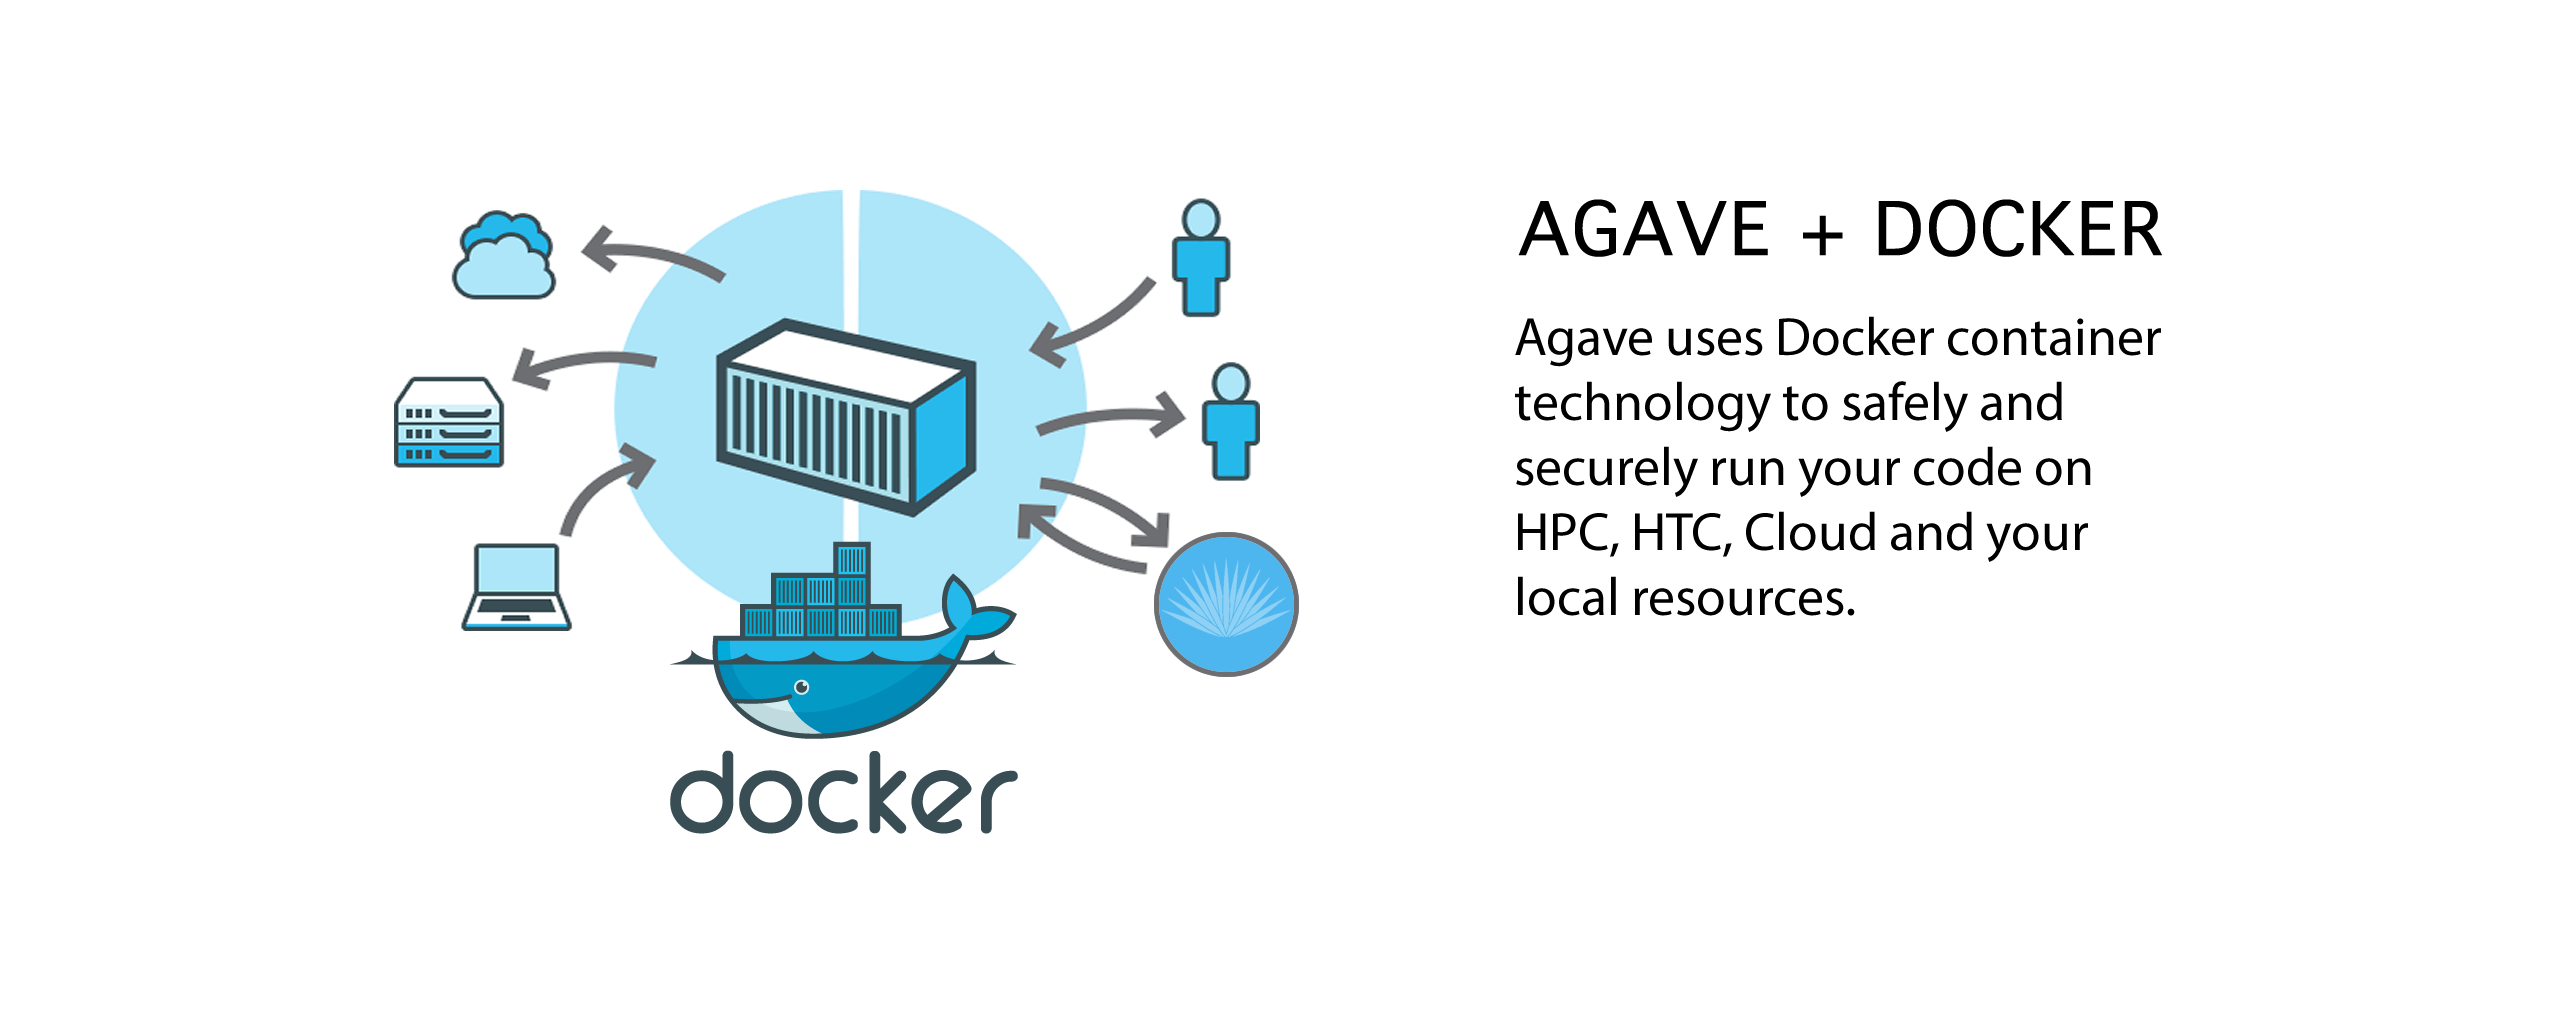 docker
AGAVE + DOCKER
Agave uses Docker container
technology to safely and
securely run your code on
HPC, HTC, Cloud and your
local resources.